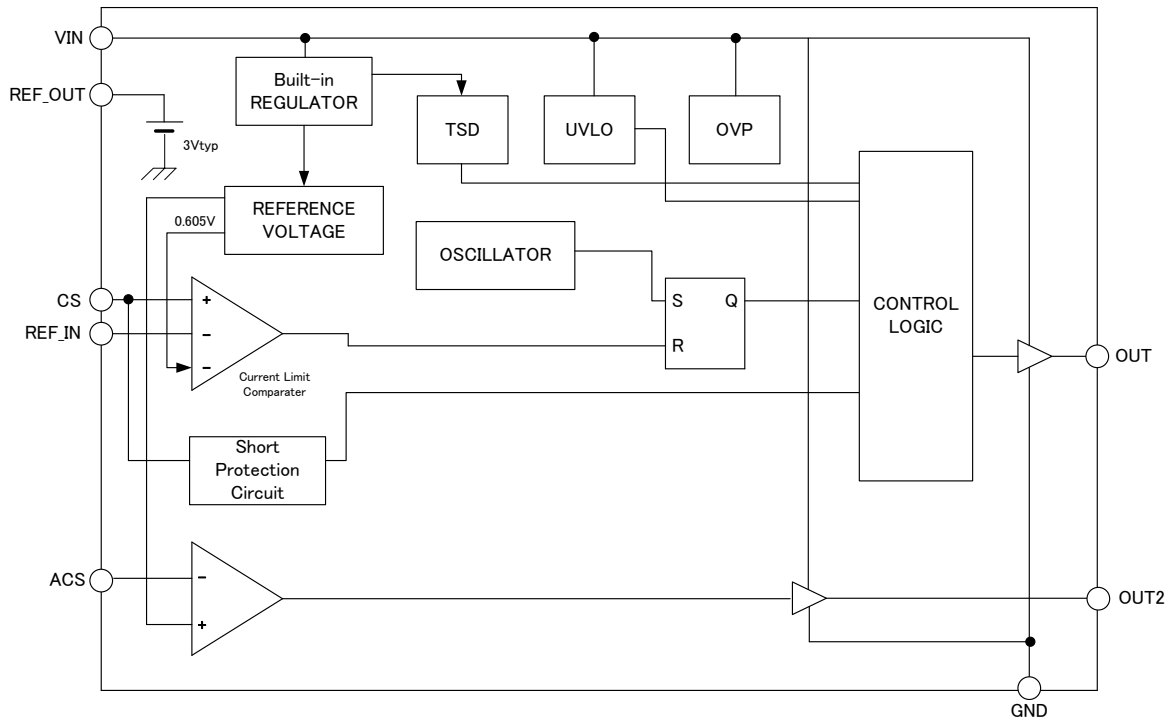 VIN
REF_OUT
3Vtyp
Built-in
REGULATOR
TSD
UVLO
OVP
0.605V
REFERENCE
VOLTAGE
OSCILLATOR
CS
REF_IN
+
-
-
Current Limit
Comparater
S Q
R
CONTROL
LOGIC
OUT
Short
Protection
Circuit
ACS
-
+
OUT2
GND